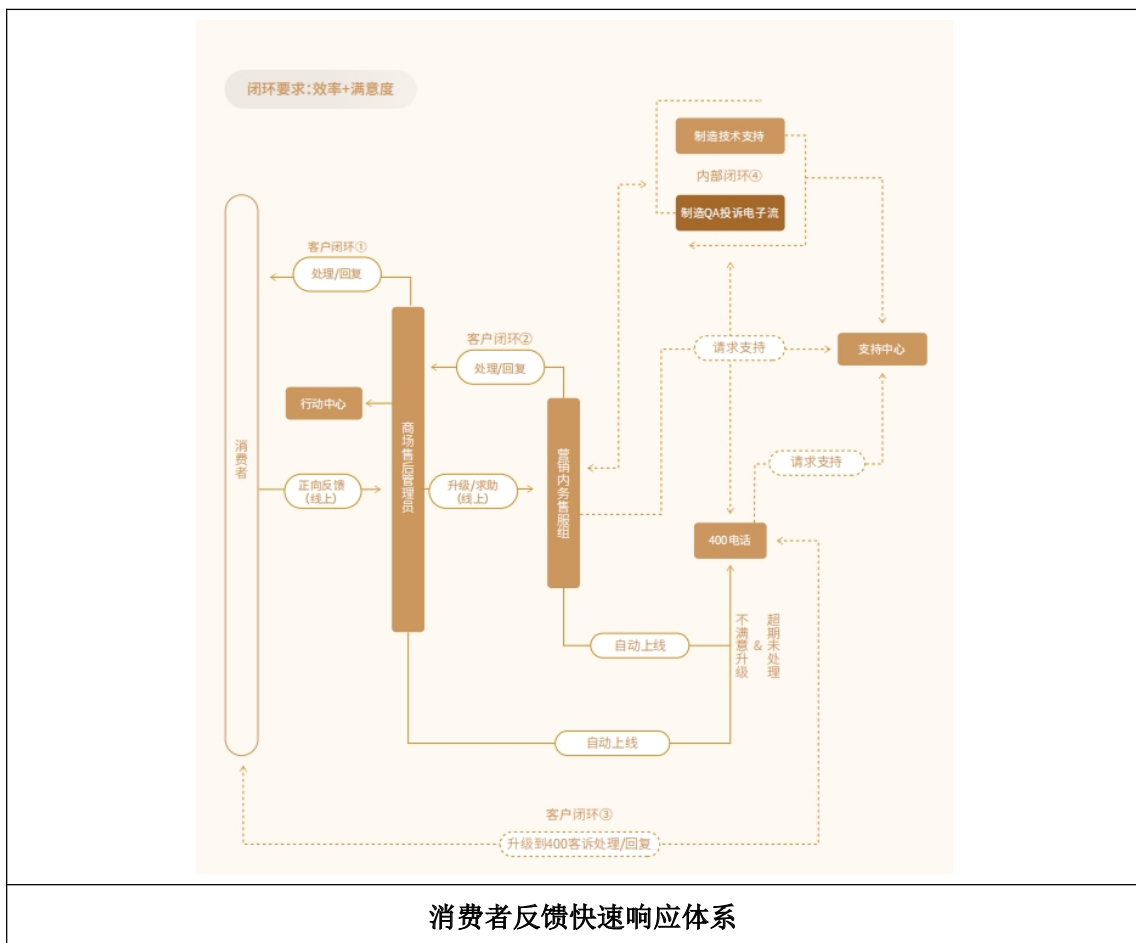 闭环要求:效率+满意度
制造技术支持
内部闭环④
制造QA投诉电子流
客户闭环①
处理/回复
客户闭环②
处理/回复
请求支持
支持中心
行动中心
消费者
商场售后管理员
营销内务售服组
正向反馈
(线上)
升级/求助
(线上)
请求支持
400电话
自动上线
不满意升级
&
超期未处理
自动上线
客户闭环③
升级到400客诉处理/回复
消费者反馈快速响应体系